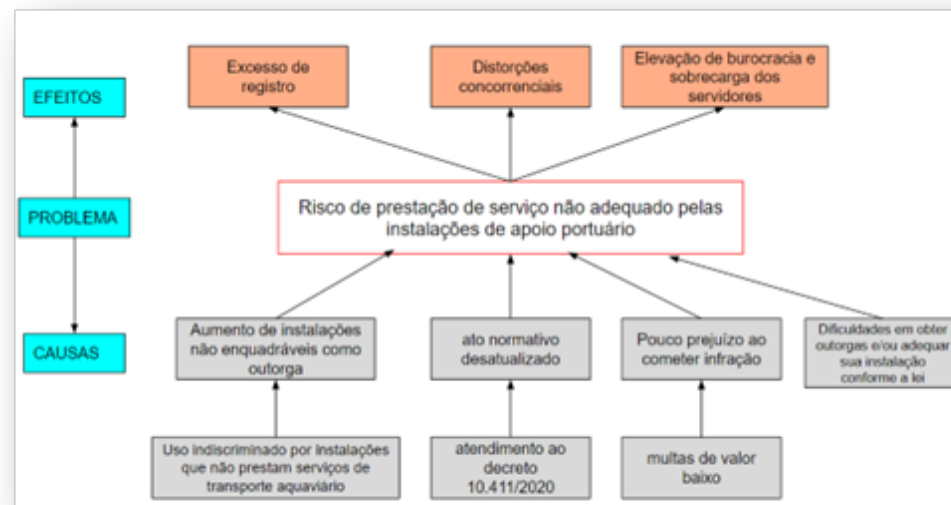 EFEITOS
Excesso de
registro
Distorções
concorrenciais
Elevação de burocracia e
sobrecarga dos
servidores
PROBLEMA
Risco de prestação de serviço não adequado pelas
instalações de apoio portuário
CAUSAS
Aumento de instalações
não enquadráveis como
outorga
ato normativo
desatualizado
Pouco prejuízo ao
cometer infração
Dificuldades em obter
outorgas e/ou adequar
sua instalação
conforme a lei
Uso indiscriminado por instalações
que não prestam serviços de
transporte aquaviário
atendimento ao
decreto
10.411/2020
multas de valor
baixo